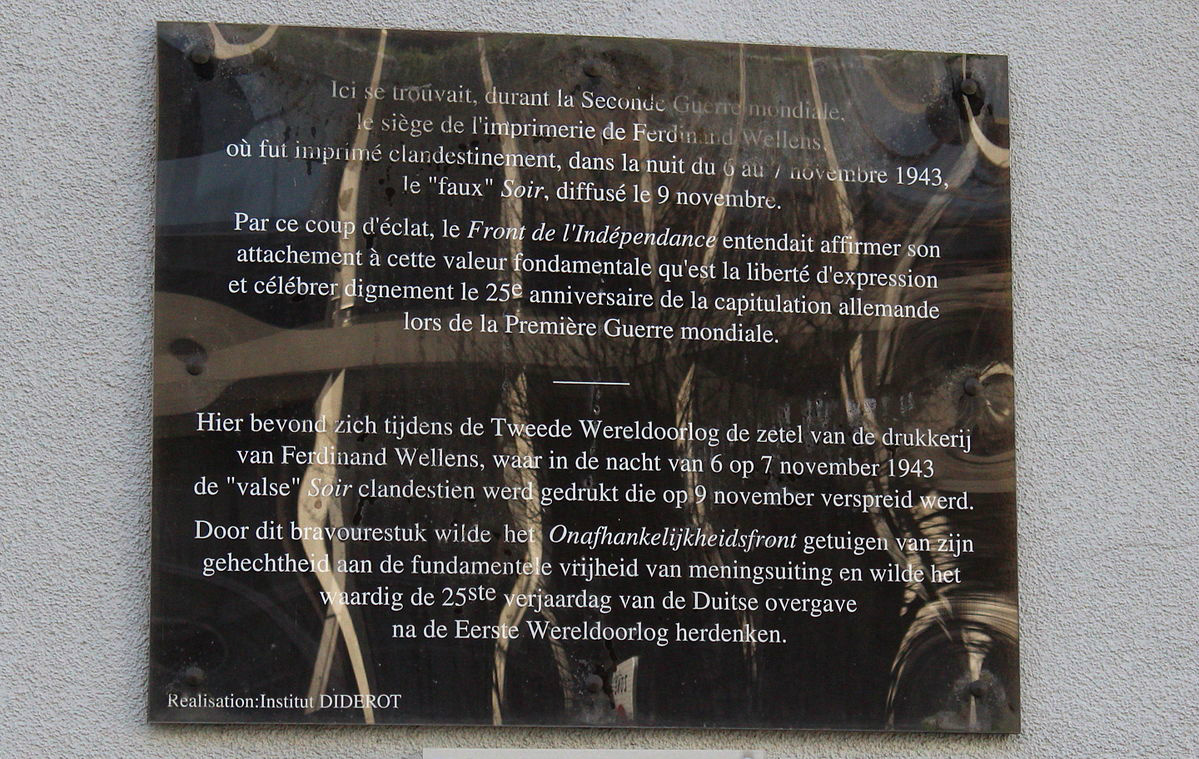 Ici se trouvait, durant la Seconde Guerre mondiale,
le siège de l'imprimerie de Ferdinand Wellens,
où fut imprimé clandestinement, dans la nuit du 6 au 7 novembre 1943,
le "faux" Soir, diffusé le 9 novembre.
Par ce coup d'éclat, le Front de l'Indépendance entendait affirmer son
attachement à cette valeur fondamentale qu'est la liberté d'expression
et célébrer dignement le 25e anniversaire de la capitulation allemande
lors de la Première Guerre mondiale.
Hier bevond zich tijdens de Tweede Wereldoorlog de zetel van de drukkerij
van Ferdinand Wellens, waar in de nacht van 6 op 7 november 1943
de "valse" Soir clandestien werd gedrukt die op 9 november verspreid werd.
Door dit bravourestuk wilde het Onafhankelijkheidsfront getuigen van zijn
gehechtheid aan de fundamentele vrijheid van meningsuiting en wilde het
waardig de 25ste verjaardag van de Duitse overgave
na de Eerste Wereldoorlog herdenken.
Realisation:Institut DIDEROT